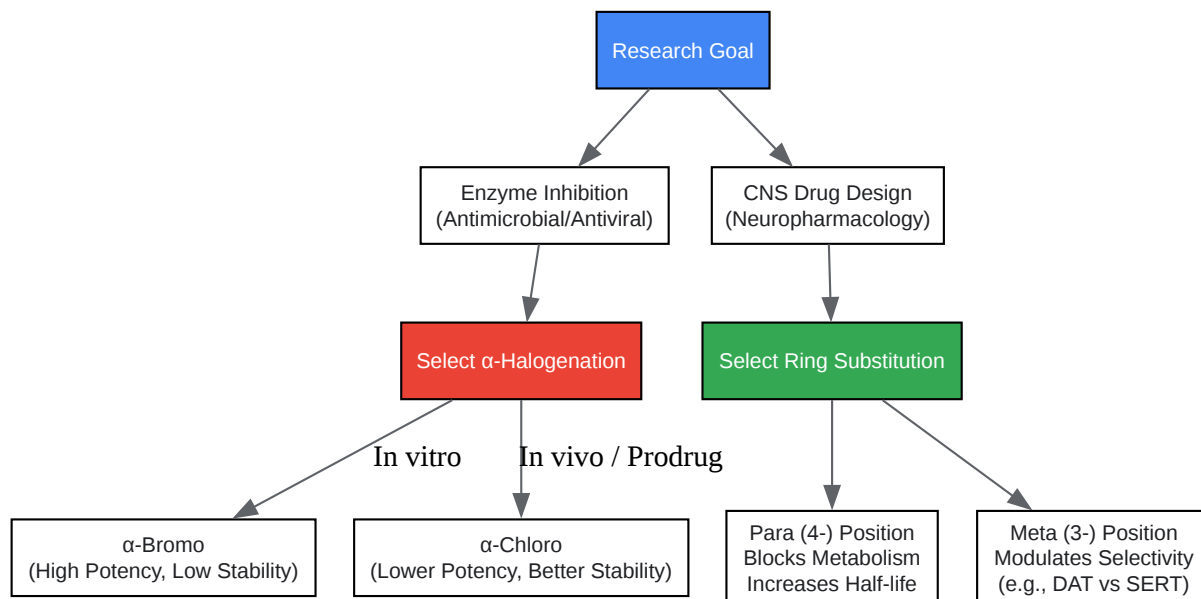 Research Goal
Enzyme Inhibition
(Antimicrobial/Antiviral)
CNS Drug Design
(Neuropharmacology)
Select α-Halogenation
Select Ring Substitution
In vitro
In vivo / Prodrug
α-Bromo
(High Potency, Low Stability)
α-Chloro
(Lower Potency, Better Stability)
Para (4-) Position
Blocks Metabolism
Increases Half-life
Meta (3-) Position
Modulates Selectivity
(e.g., DAT vs SERT)